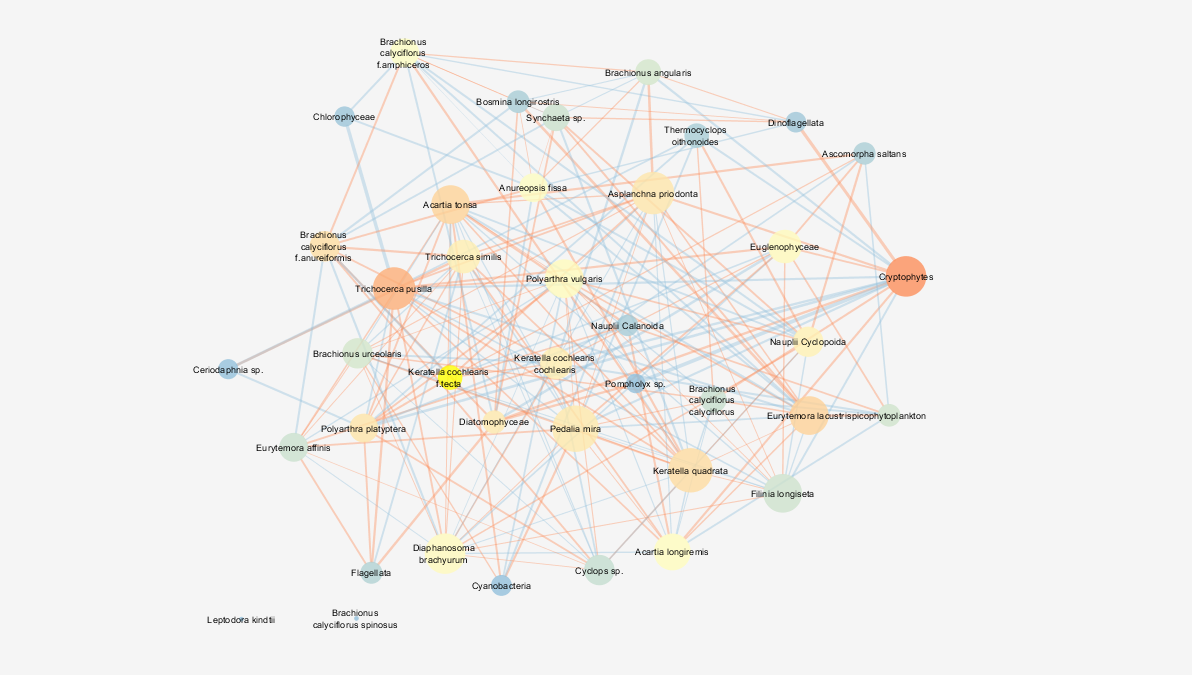 Brachionus
calyciflorus
f.amphiceros
Brachionus angularis
Bosmina longirostris
Chlorophyceae
Synchaeta sp.
Dinoflagellata
Thermocyclops
oithonoides
Ascomorpha saltans
Anureopsis fissa
Asplanchna priodonta
Acartia tonsa
Brachionus
calyciflorus
f.anureiformis
Euglenophyceae
Trichocerca similis
Polyarthra vulgaris
Cryptophytes
Trichocerca pusilla
Nauplii Calanoida
Nauplii Cyclopoida
Brachionus urceolaris
Keratella cochlearis
cochlearis
Ceriodaphnia sp.
Keratella cochlearis
f.tecta
Pompholyx sp.
Brachionus
calyciflorus
calyciflorus
Eurytemora lacustris
picophytoplankton
Diatomophyceae
Polyarthra platyptera
Pedalia mira
Eurytemora affinis
Keratella quadrata
Filinia longiseta
Diaphanosoma
brachyurum
Acartia longiremis
Flagellata
Cyclops sp.
Cyanobacteria
Leptodora kindtii
Brachionus
calyciflorus spinosus